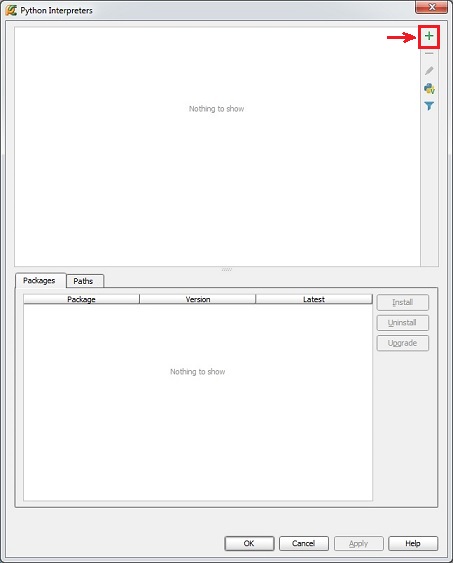 Python Interpreters
Nothing to show
Packages
Paths
Package Version Latest
Install
Uninstall
Upgrade
Nothing to show
OK Cancel Apply Help